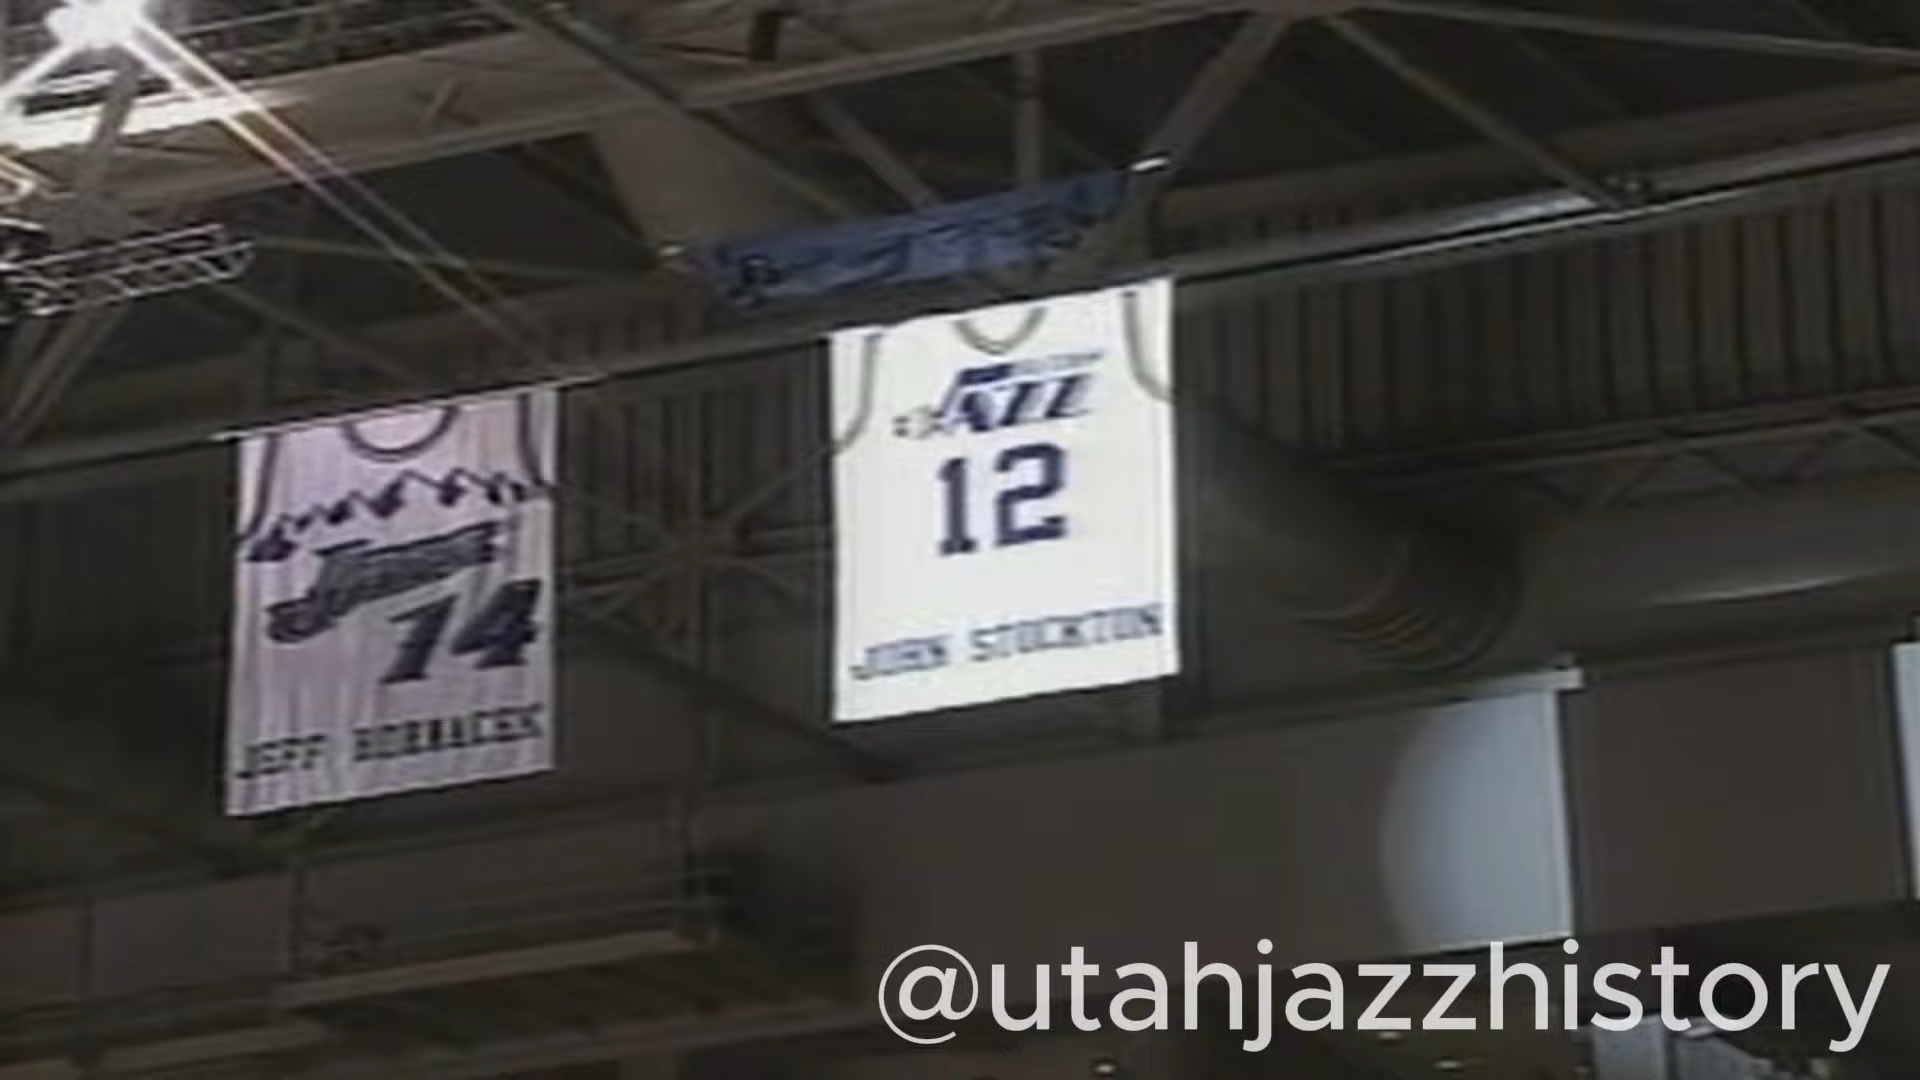 JAZZ
12
JOHN STOCKTON
JAZZ
14
JEFF HORNACEK
@utahjazzhistory